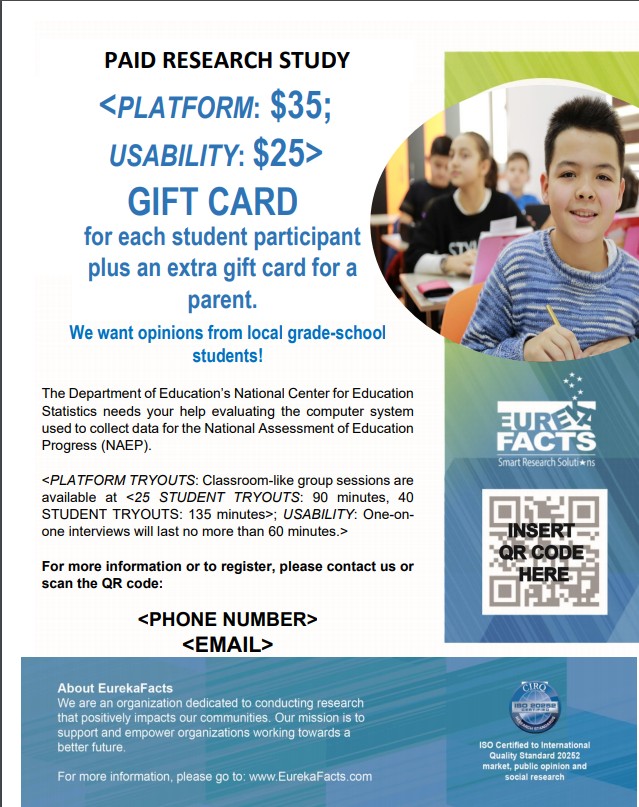 PAID RESEARCH STUDY
<PLATFORM: $35;
USABILITY: $25>
GIFT CARD
for each student participant
plus an extra gift card for a
parent.
We want opinions from local grade-school
students!
The Department of Education's National Center for Education
Statistics needs your help evaluating the computer system
used to collect data for the National Assessment of Education
Progress (NAEP).
<PLATFORM TRYOUTS: Classroom-like group sessions are
available at <25 STUDENT TRYOUTS: 90 minutes, 40
STUDENT TRYOUTS: 135 minutes>; USABILITY: One-on-
one interviews will last no more than 60 minutes.>
For more information or to register, please contact us or
scan the QR code:
<PHONE NUMBER>
<EMAIL>
EUREKA
FACTS
Smart Research Soluti★ns
INSERT
QR CODE
HERE
About EurekaFacts
We are an organization dedicated to conducting research
that positively impacts our communities. Our mission is to
support and empower organizations working towards a
better future.
For more information, please go to: www.EurekaFacts.com
CIRQ
ISO 20252
CERTIFIED
ISO Certified to International
Quality Standard 20252
market, public opinion and
social research